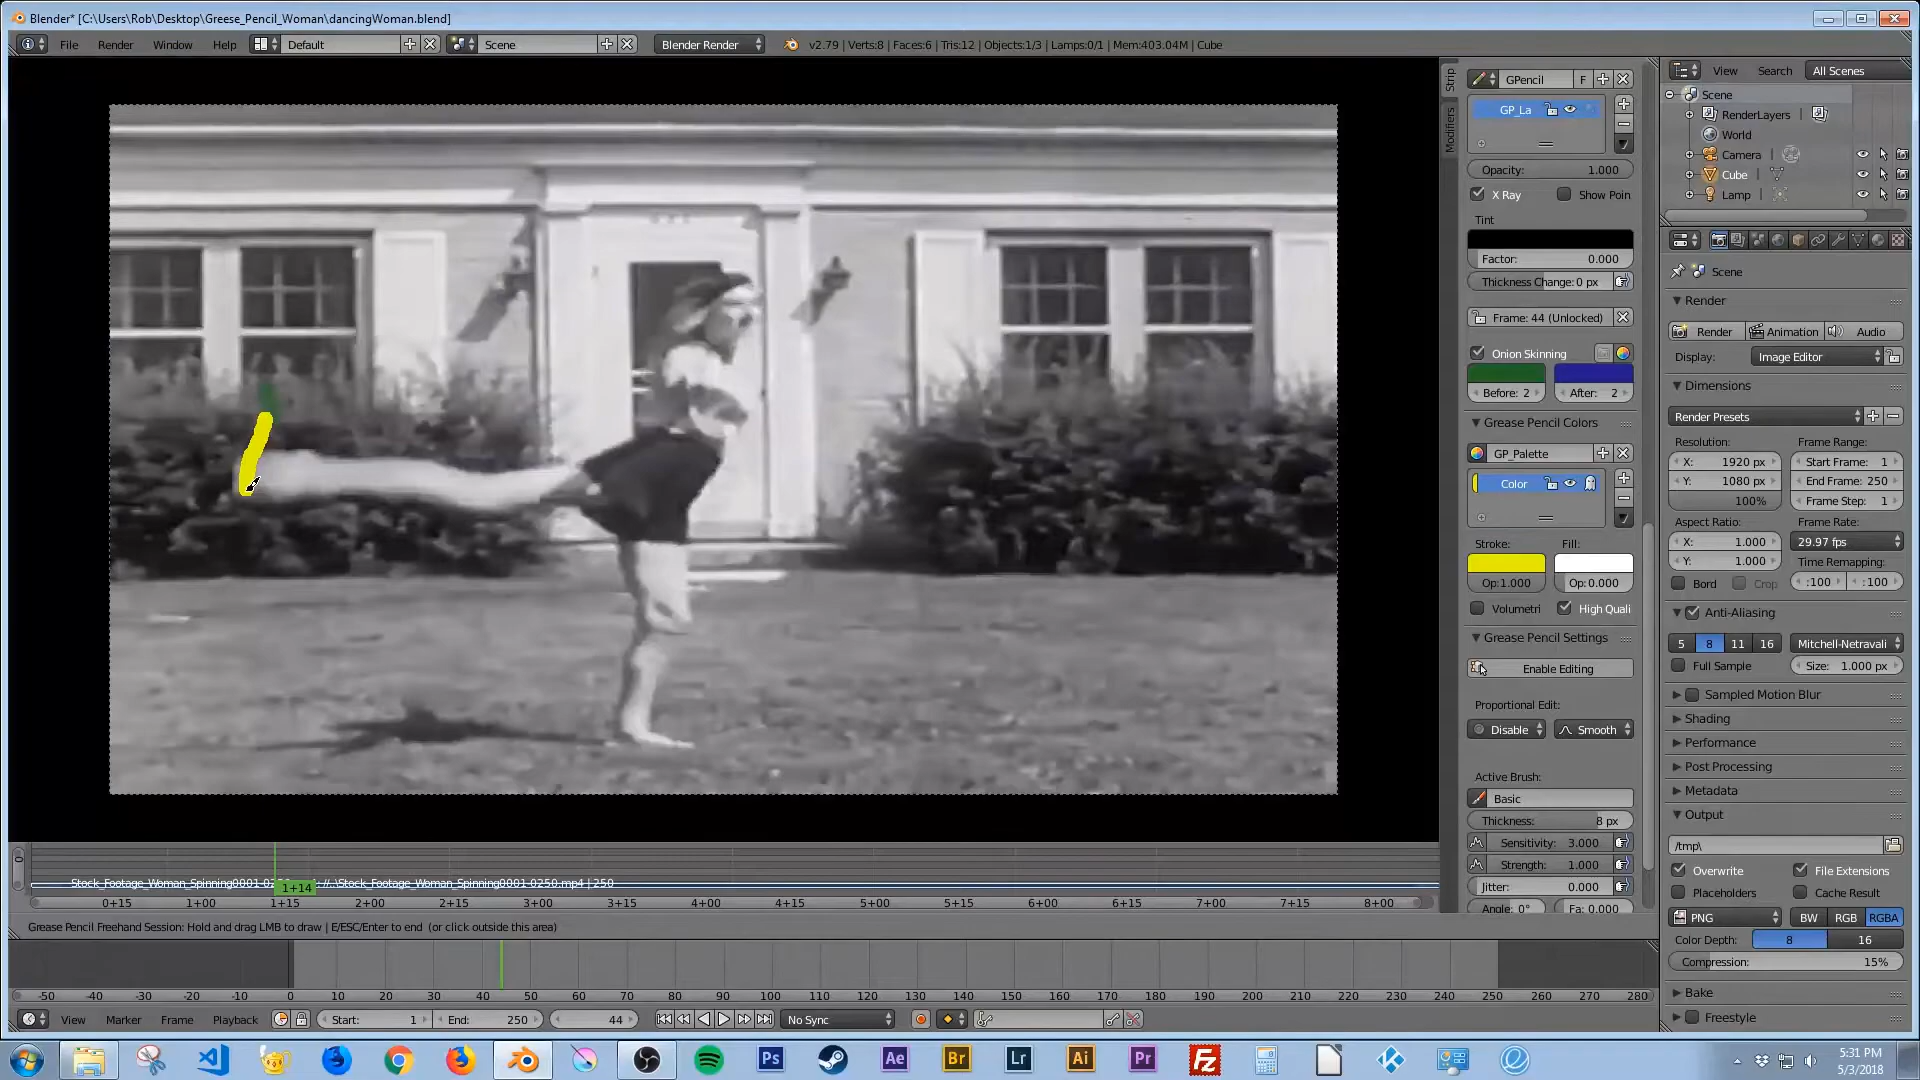 Blender* [C:\Users\Rob\Desktop\Greese_Pencil_Woman\dancingWoman.blend]
File Render Window Help Default Scene Blender Render v2.79 | Verts:8 | Faces:6 | Tris:12 | Objects:1/3 | Lamps:0/1 | Mem:403.04M | Cube
Strip
Modifiers
GPencil F
GP_La
Opacity: 1.000
X Ray Show Poin
Tint
Factor: 0.000
Thickness Change:0 px
Frame: 44 (Unlocked)
Onion Skinning
Before: 2 After: 2
Grease Pencil Colors
GP_Palette
Color
Stroke: Fill:
Op:1.000 Op:0.000
Volumetri High Quali
Grease Pencil Settings
Enable Editing
Proportional Edit:
Disable Smooth
Active Brush:
Basic
Thickness: 8 px
Sensitivity: 3.000
Strength: 1.000
Jitter: 0.000
Angle: 0° Fa: 0.000
View Search All Scenes
Scene
RenderLayers
World
Camera
Cube
Lamp
Scene
Render
Render Animation Audio
Display: Image Editor
Dimensions
Render Presets
Resolution: Frame Range:
X: 1920 px Start Frame: 1
Y: 1080 px End Frame: 250
100% Frame Step: 1
Aspect Ratio: Frame Rate:
X: 1.000 29.97 fps
Y: 1.000 Time Remapping:
Bord Crop :100 :100
Anti-Aliasing
5 8 11 16 Mitchell-Netravali
Full Sample Size: 1.000 px
Sampled Motion Blur
Shading
Performance
Post Processing
Metadata
Output
/tmp\
Overwrite File Extensions
Placeholders Cache Result
PNG BW RGB RGBA
Color Depth: 8 16
Compression: 15%
Bake
Freestyle
0
Stock_Footage_Woman_Spinning0001-02 //..\Stock_Footage_Woman_Spinning0001-0250.mp4 | 250
1+14
0+15 1+00 1+15 2+00 2+15 3+00 3+15 4+00 4+15 5+00 5+15 6+00 6+15 7+00 7+15 8+00
Grease Pencil Freehand Session: Hold and drag LMB to draw | E/ESC/Enter to end (or click outside this area)
-50 -40 -30 -20 -10 0 10 20 30 40 50 60 70 80 90 100 110 120 130 140 150 160 170 180 190 200 210 220 230 240 250 260 270 280
View Marker Frame Playback Start: 1 End: 250 44 No Sync
Ps Ae Br Lr Ai Pr Fz
5:31 PM
5/3/2018